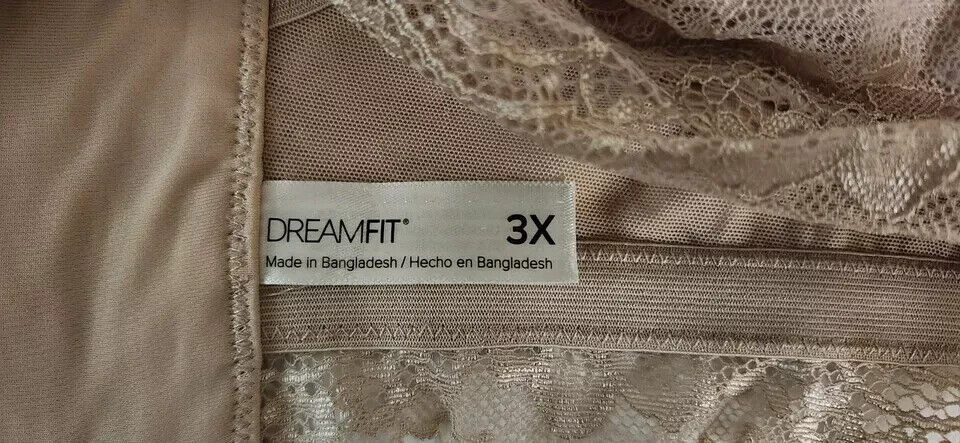 DREAMFIT® 3X
Made in Bangladesh / Hecho en Bangladesh